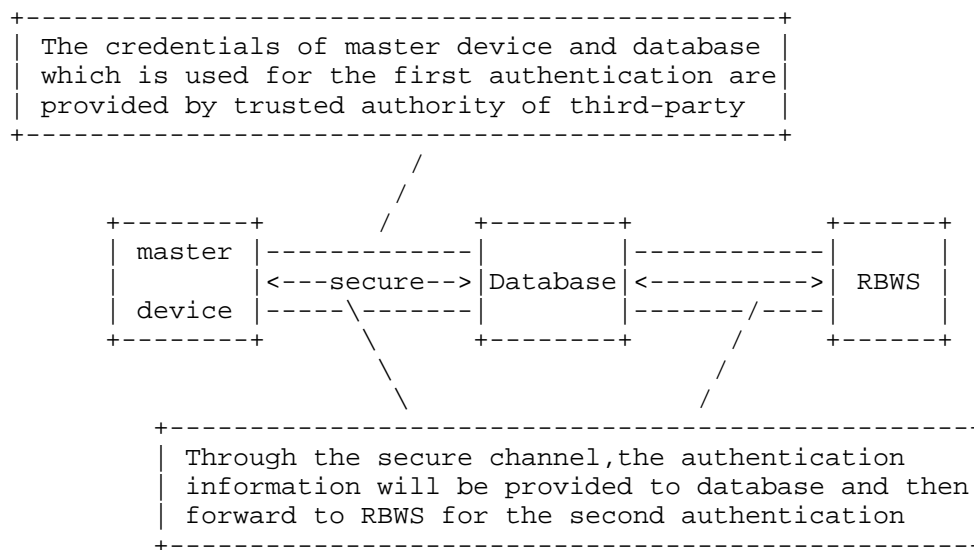 The credentials of master device and database
which is used for the first authentication are
provided by trusted authority of third-party
master
device
<---secure-->
Database
<---------->
RBWS
Through the secure channel,the authentication
information will be provided to database and then
forward to RBWS for the second authentication